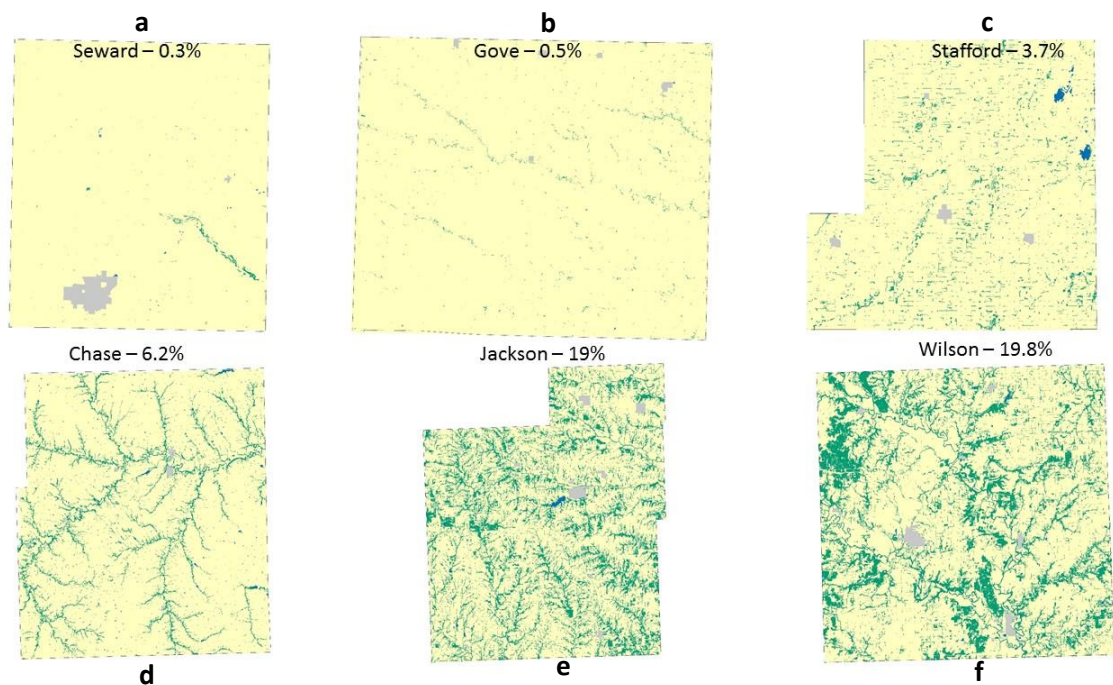 a
b
c
Seward – 0.3%
Gove – 0.5%
Stafford – 3.7%
Chase – 6.2%
Jackson – 19%
Wilson – 19.8%
d
e
f